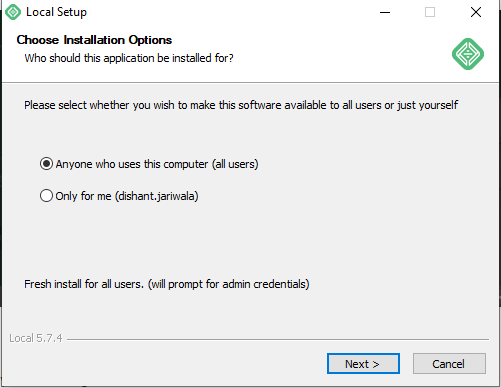 Local Setup
Choose Installation Options
Who should this application be installed for?
Please select whether you wish to make this software available to all users or just yourself
Anyone who uses this computer (all users)
Only for me (dishant.jariwala)
Fresh install for all users. (will prompt for admin credentials)
Local 5.7.4
Next >
Cancel